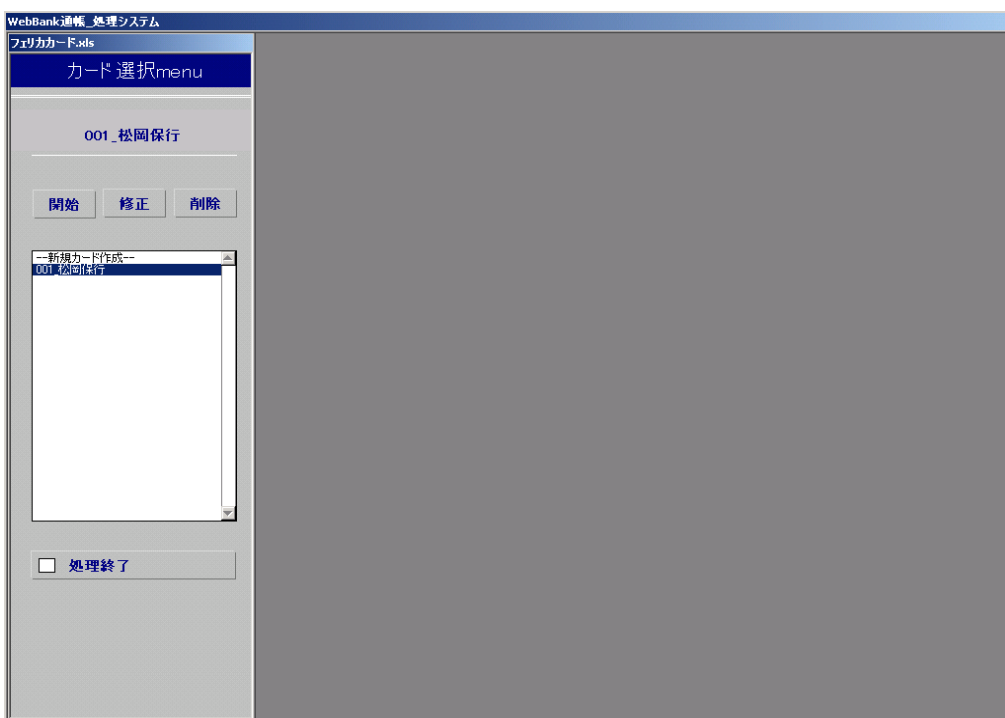 WebBank通帳_処理システム
フェリカカード.xls
カード選択menu
001_松岡保行
開始 修正 削除
--新規カード作成--
001_松岡保行
処理終了